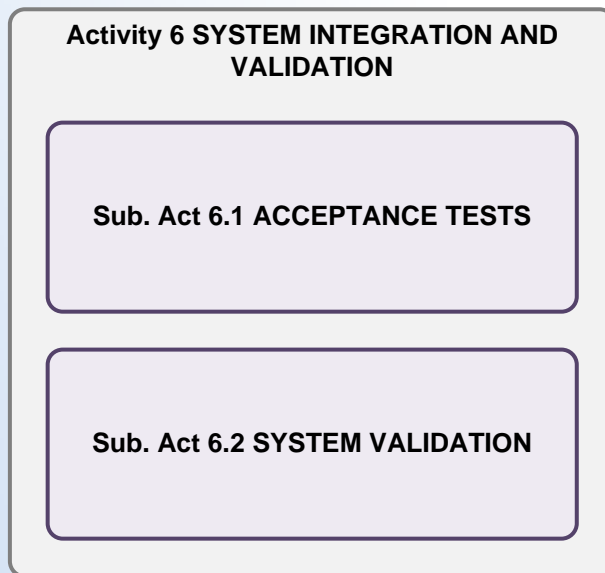 Activity 6 SYSTEM INTEGRATION AND
VALIDATION
Sub. Act 6.1 ACCEPTANCE TESTS
Sub. Act 6.2 SYSTEM VALIDATION